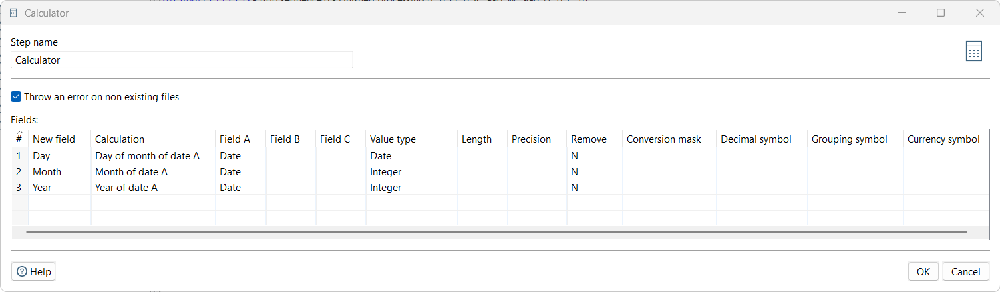 Calculator
Step name
Calculator
Throw an error on non existing files
Fields:
# New field Calculation Field A Field B Field C Value type Length Precision Remove Conversion mask Decimal symbol Grouping symbol Currency symbol
1 Day Day of month of date A Date Date N
2 Month Month of date A Date Integer N
3 Year Year of date A Date Integer N
Help OK Cancel